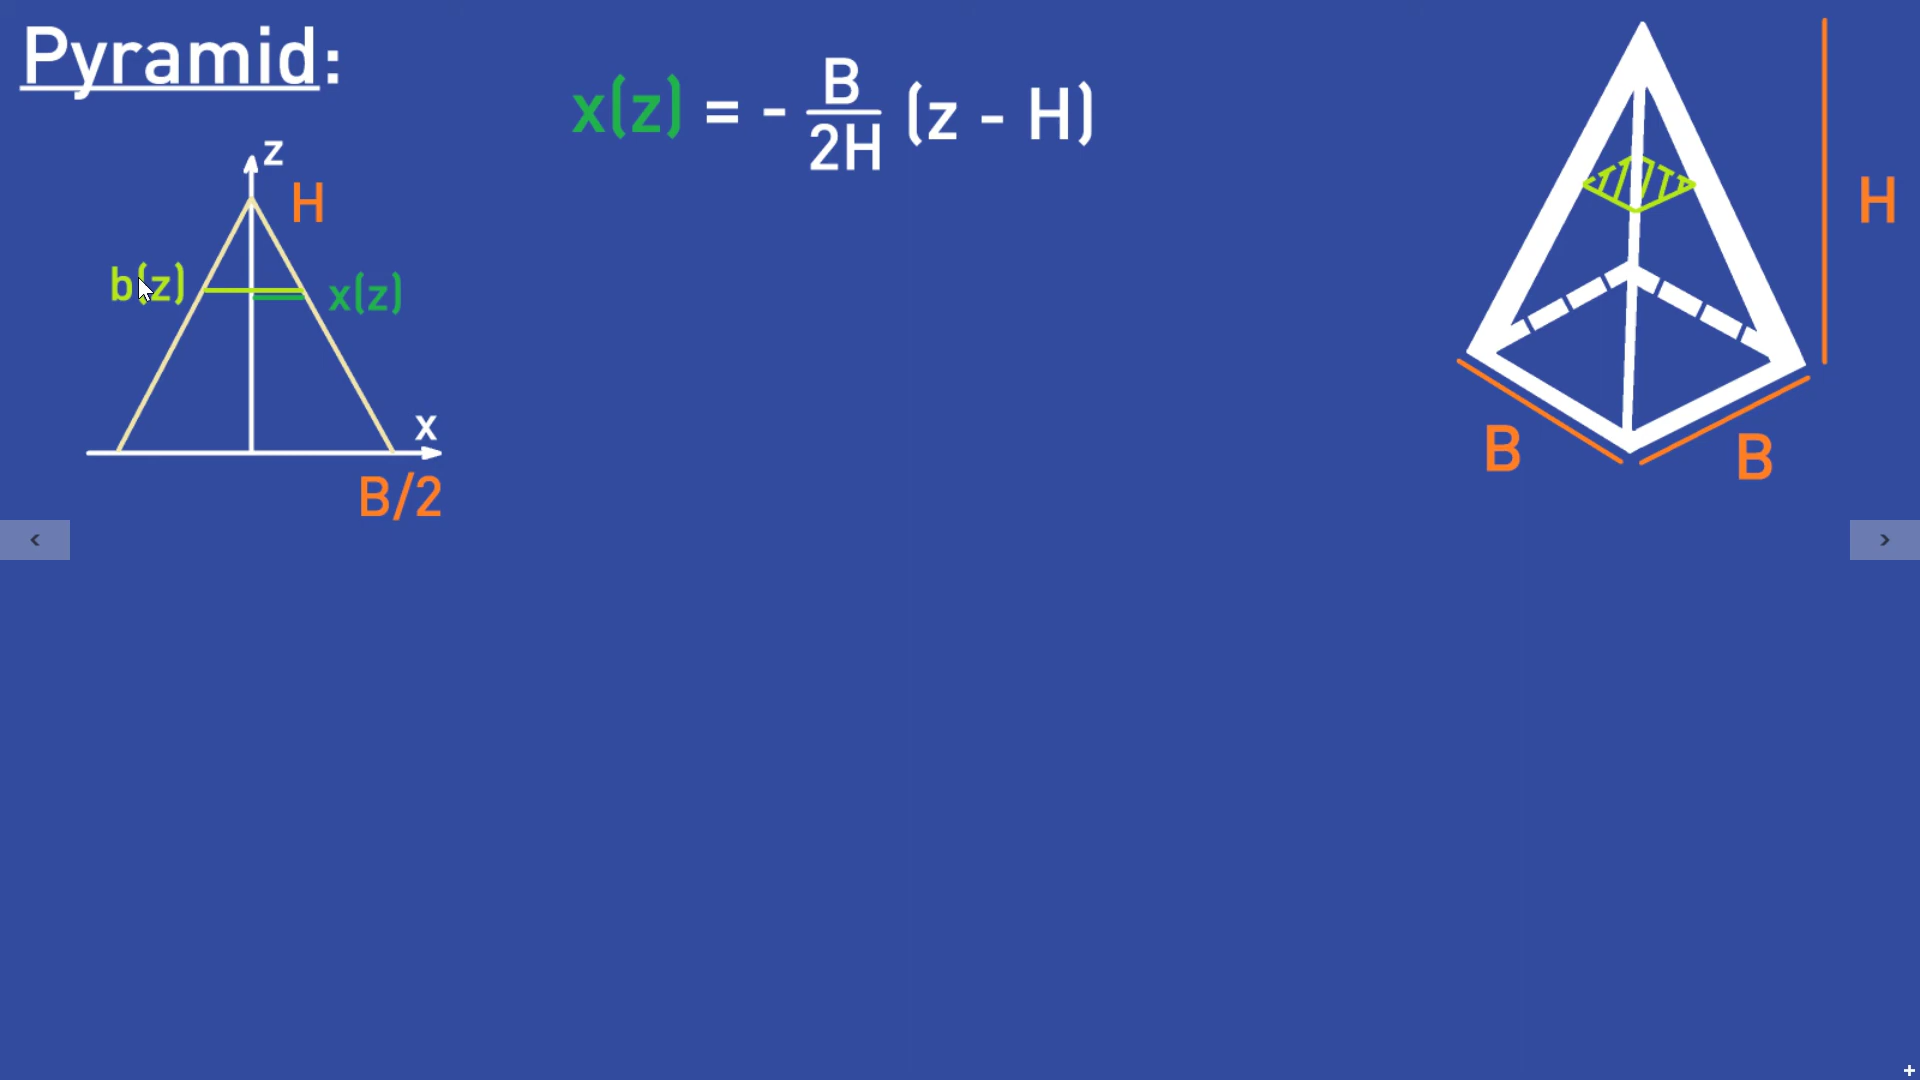 Pyramid:
x(z) = - B/2H (z - H)
z
H
b(z)
x(z)
x
B/2
H
B
B